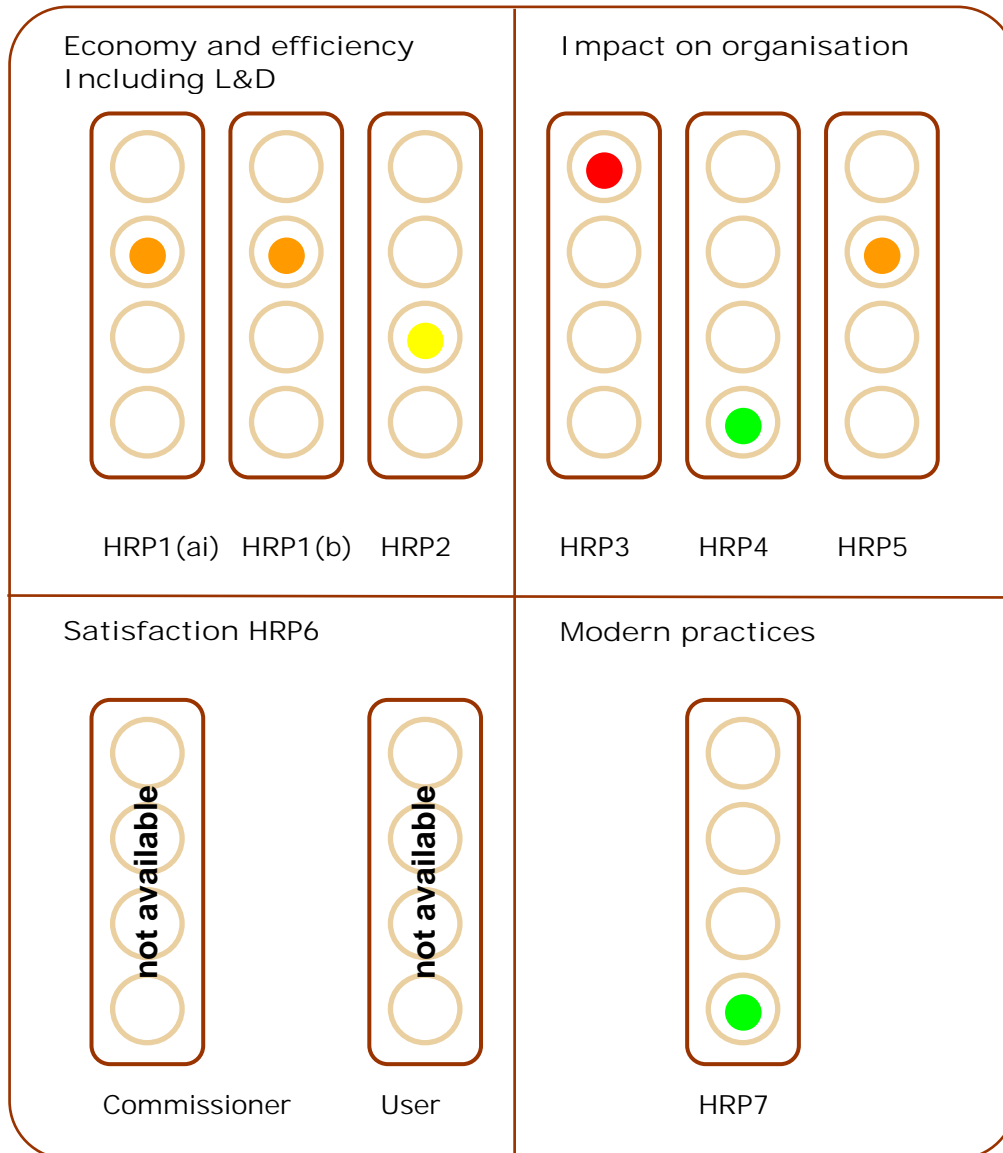 Economy and efficiency
Including L&D
HRP1(ai)
HRP1(b)
HRP2
Impact on organisation
HRP3
HRP4
HRP5
Satisfaction HRP6
not available
not available
Commissioner
User
Modern practices
HRP7